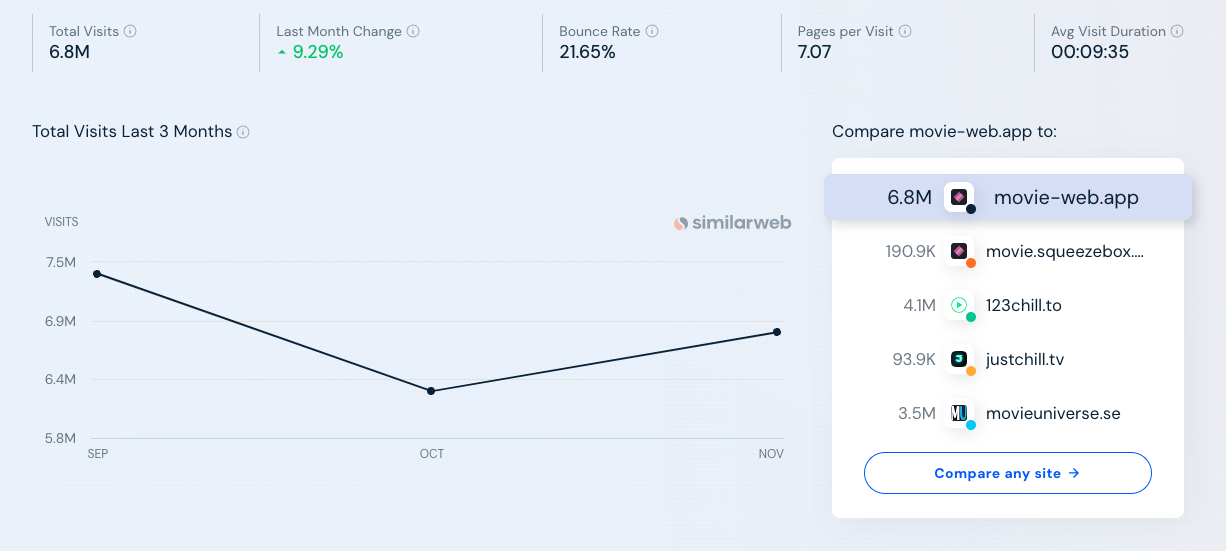 Total Visits
6.8M
Last Month Change
9.29%
Bounce Rate
21.65%
Pages per Visit
7.07
Avg Visit Duration
00:09:35
Total Visits Last 3 Months
VISITS
similarweb
7.5M
6.9M
6.4M
5.8M
SEP OCT NOV
Compare movie-web.app to:
6.8M movie-web.app
190.9K movie.squeezebox....
4.1M 123chill.to
93.9K justchill.tv
3.5M MU movieuniverse.se
Compare any site →